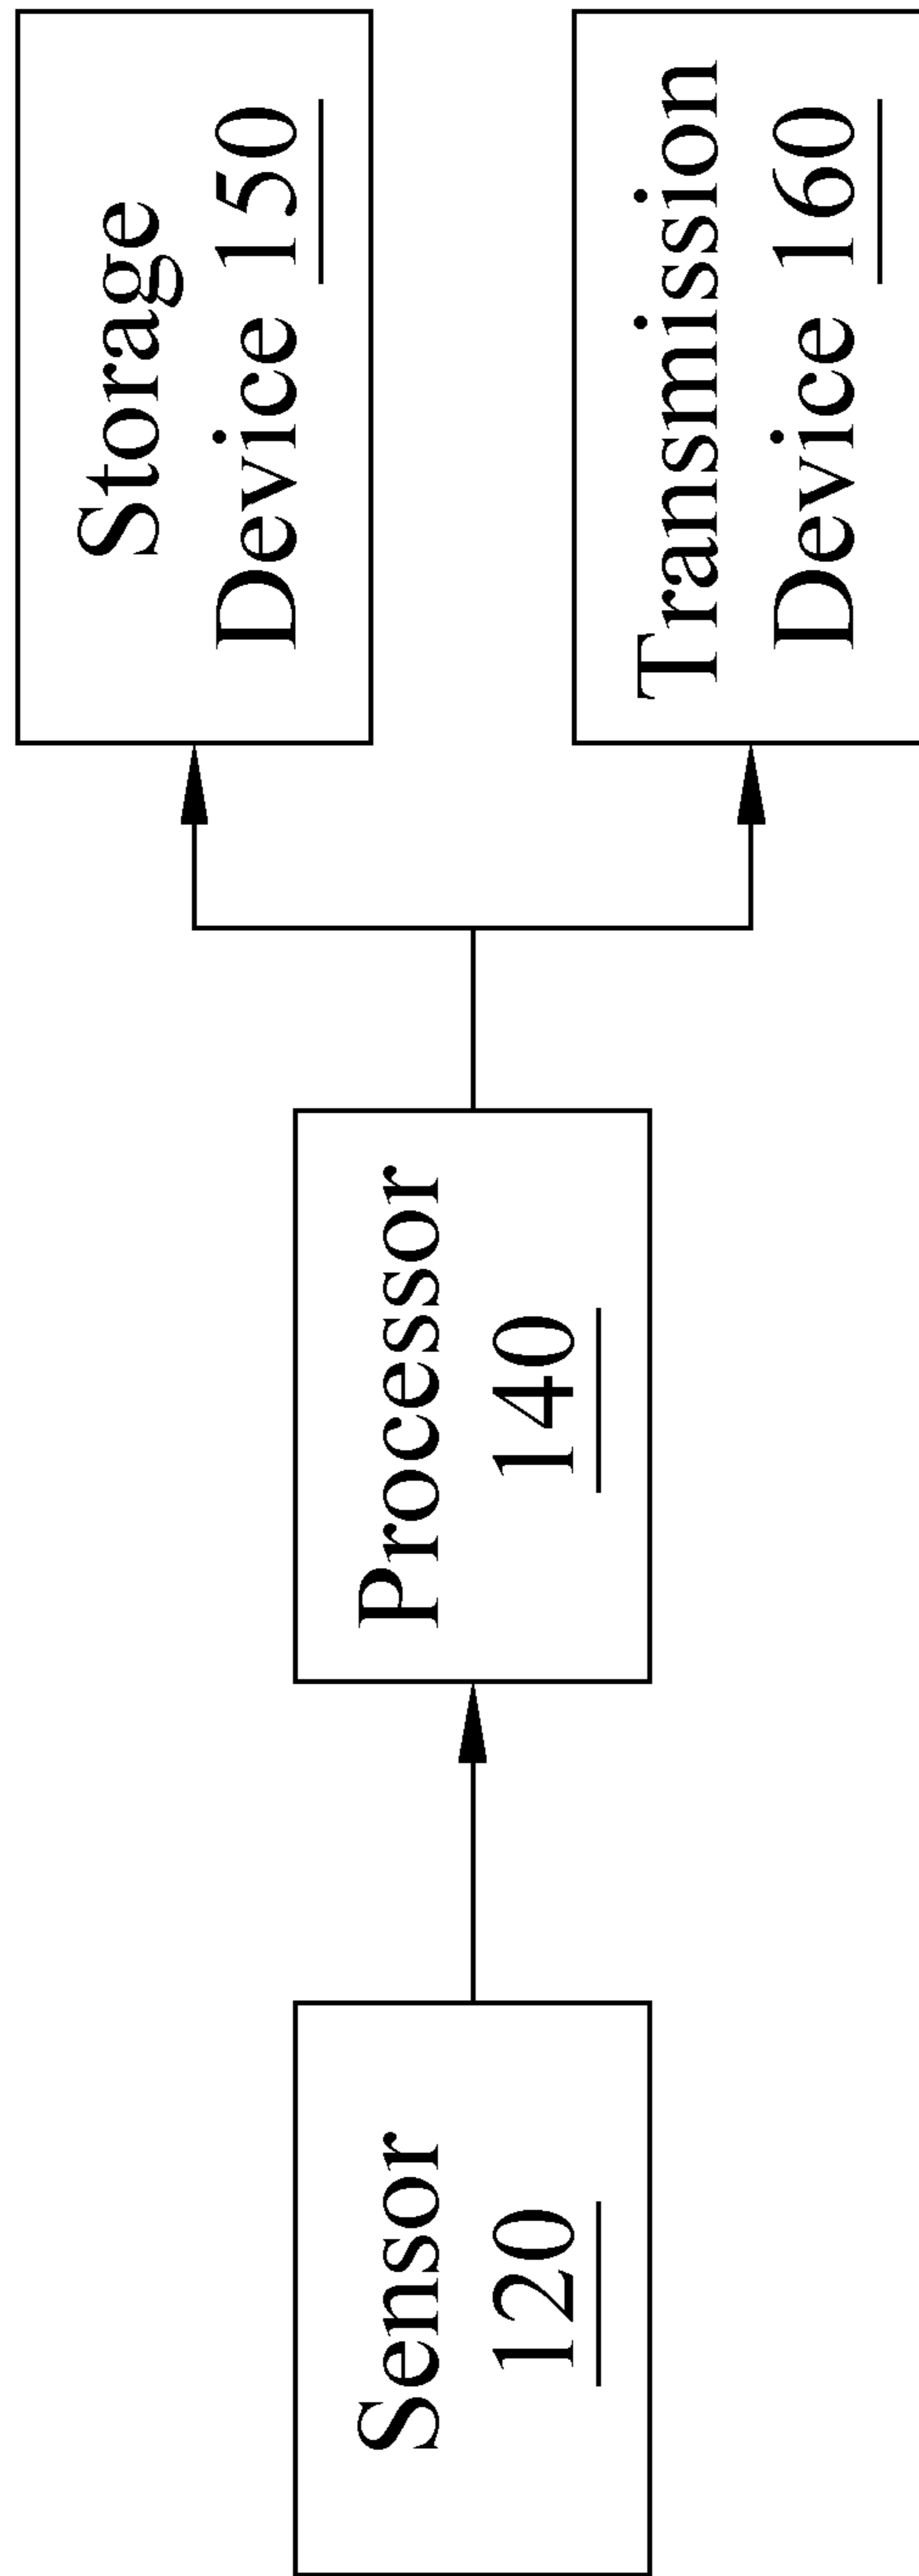 Sensor
120
Processor
140
Storage
Device 150
Transmission
Device 160